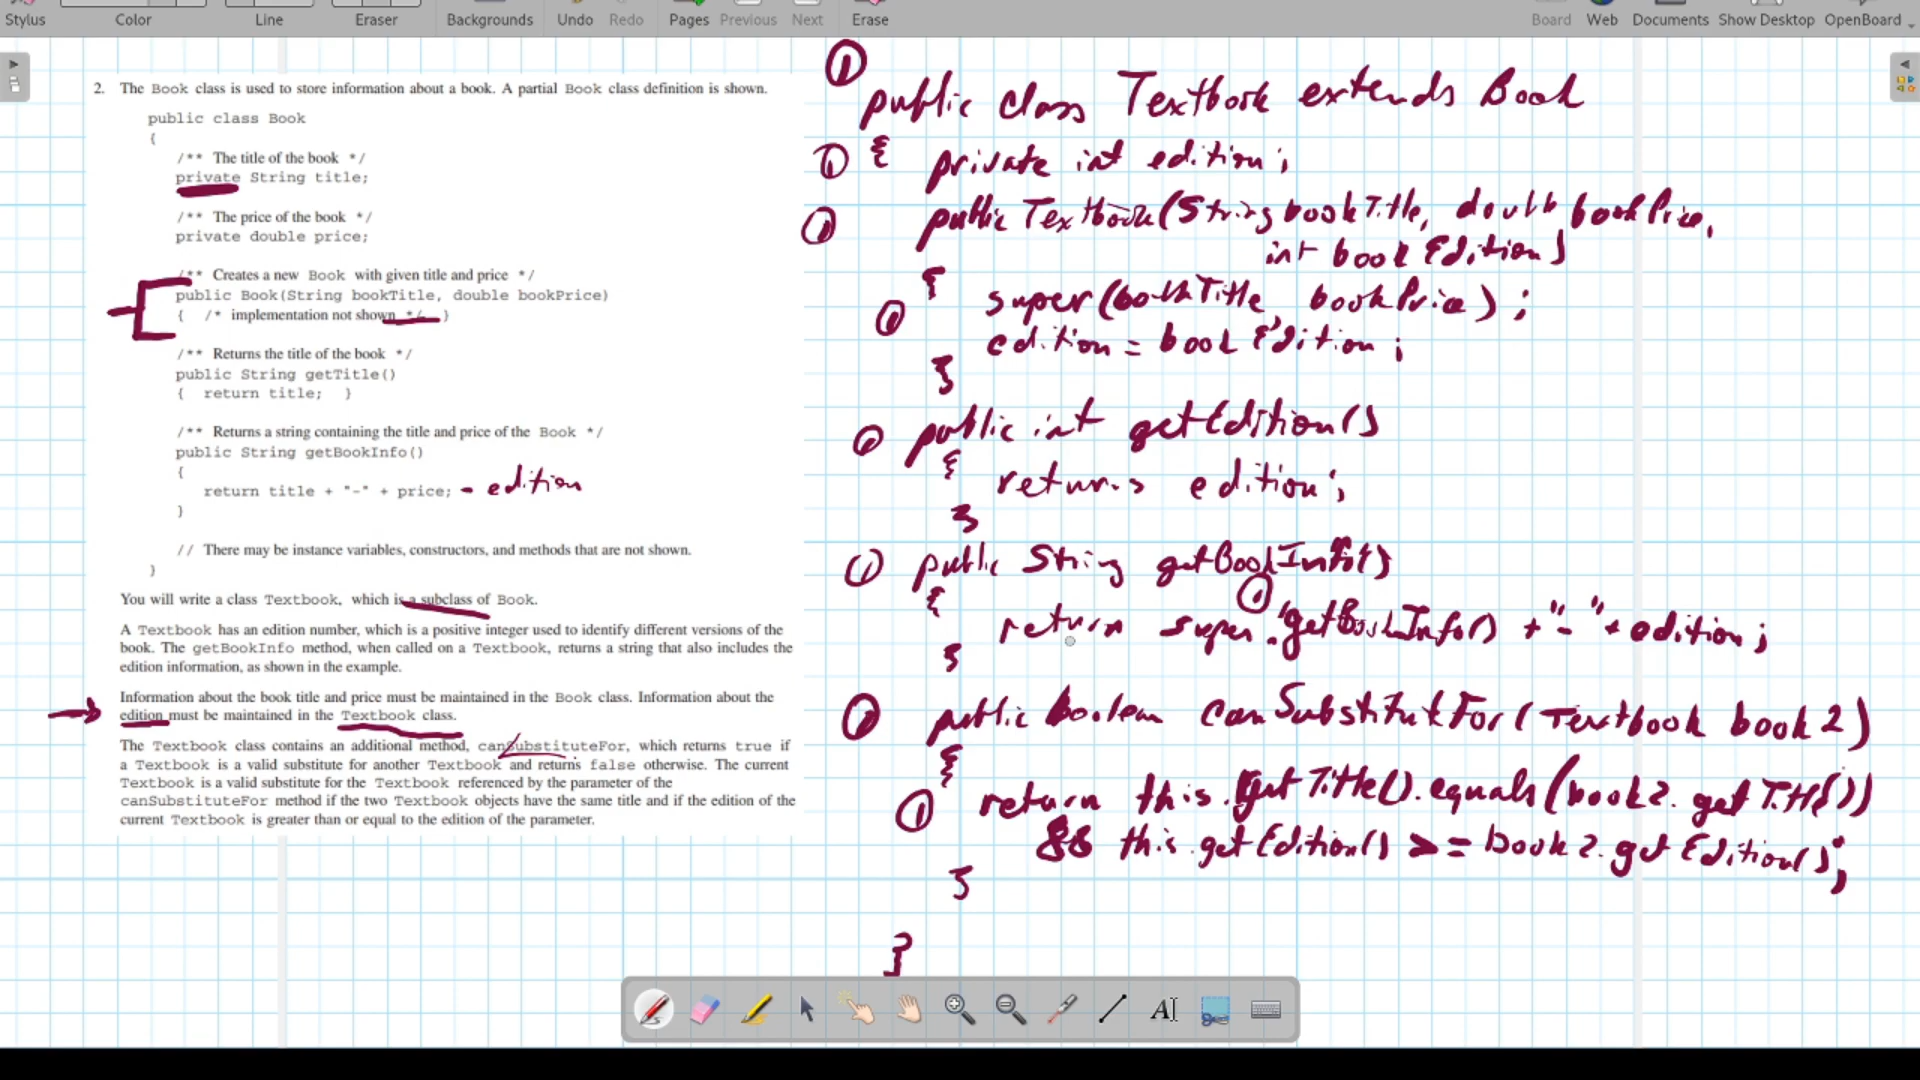 Stylus Color Line Eraser Backgrounds Undo Redo Pages Previous Next Erase Board Web Documents Show Desktop OpenBoard
2. The Book class is used to store information about a book. A partial Book class definition is shown.
public class Book
{
/** The title of the book */
private String title;
/** The price of the book */
private double price;
/** Creates a new Book with given title and price */
public Book(String bookTitle, double bookPrice)
{ /* implementation not shown */ }
/** Returns the title of the book */
public String getTitle()
{ return title; }
/** Returns a string containing the title and price of the Book */
public String getBookInfo()
{
return title + "-" + price; - edition
}
// There may be instance variables, constructors, and methods that are not shown.
}
You will write a class Textbook, which is a subclass of Book.
A Textbook has an edition number, which is a positive integer used to identify different versions of the
book. The getBookInfo method, when called on a Textbook, returns a string that also includes the
edition information, as shown in the example.
Information about the book title and price must be maintained in the Book class. Information about the
edition must be maintained in the Textbook class.
The Textbook class contains an additional method, canSubstituteFor, which returns true if
a Textbook is a valid substitute for another Textbook and returns false otherwise. The current
Textbook is a valid substitute for the Textbook referenced by the parameter of the
canSubstituteFor method if the two Textbook objects have the same title and if the edition of the
current Textbook is greater than or equal to the edition of the parameter.
①
public class Textbook extends Book
① { private int edition;
① public Textbook(String bookTitle, double bookPrice,
int bookEdition)
{
① super(bookTitle, bookPrice);
edition = bookEdition;
}
① public int getEdition()
{
return edition;
}
① public String getBookInfo()
{ ①
return super.getBookInfo() + "-" + edition;
}
① public boolean canSubstituteFor(Textbook book2)
{
① return this.getTitle().equals(book2.getTitle())
&& this.getEdition() >= book2.getEdition();
}
}